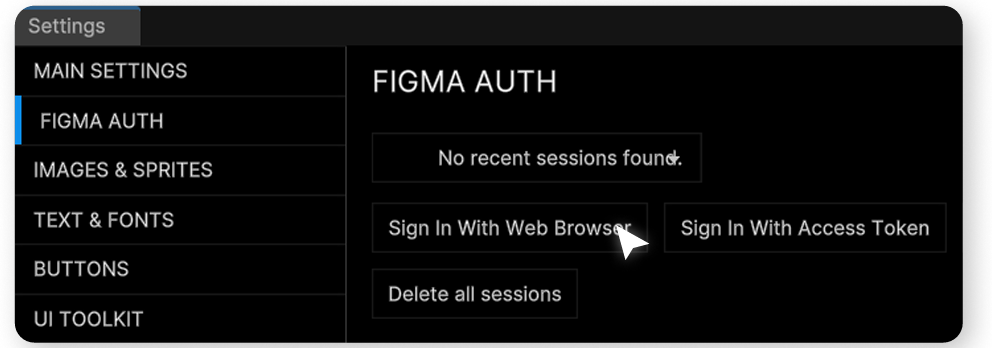 Settings
MAIN SETTINGS
FIGMA AUTH
IMAGES & SPRITES
TEXT & FONTS
BUTTONS
UI TOOLKIT
FIGMA AUTH
No recent sessions found.
Sign In With Web Browser
Sign In With Access Token
Delete all sessions